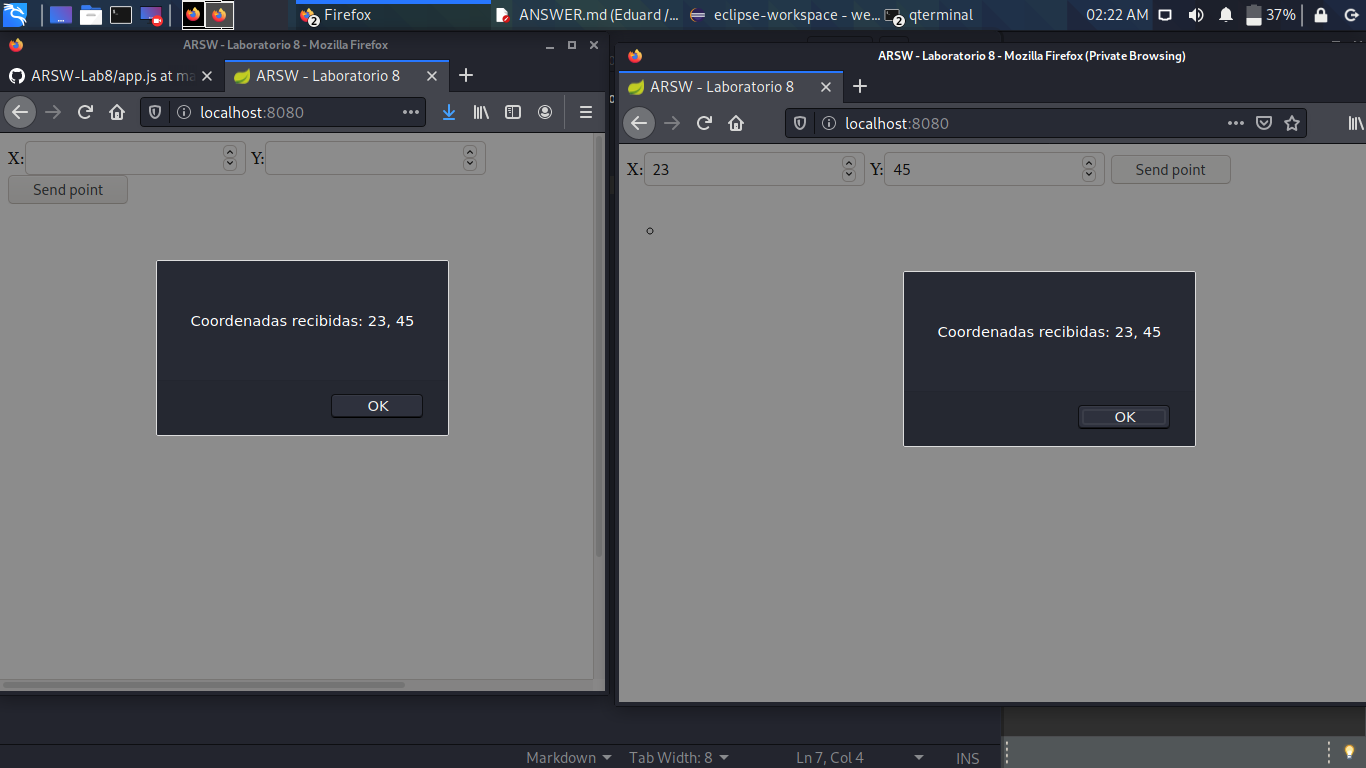 Firefox
2
ANSWER.md (Eduard /...
eclipse-workspace - we...
2
qterminal
02:22 AM
37%
ARSW - Laboratorio 8 - Mozilla Firefox
ARSW-Lab8/app.js at ma
ARSW - Laboratorio 8
localhost:8080
X:
Y:
Send point
Coordenadas recibidas: 23, 45
OK
ARSW - Laboratorio 8 - Mozilla Firefox (Private Browsing)
ARSW - Laboratorio 8
localhost:8080
X: 23
Y: 45
Send point
Coordenadas recibidas: 23, 45
OK
Markdown
Tab Width: 8
Ln 7, Col 4
INS